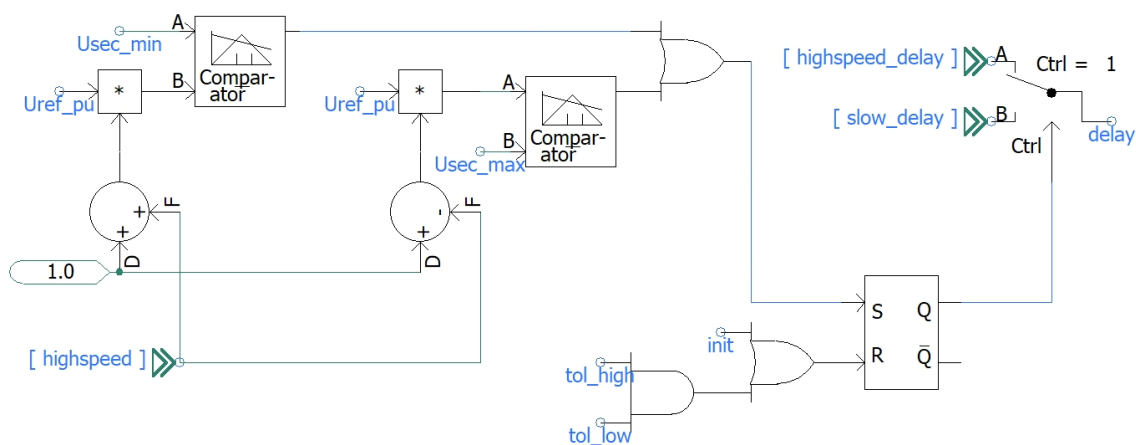 A
Usec_min
B
Compar-
ator
Uref_pu
*
F
+
+
D
1.0
[ highspeed ]
Uref_pu
*
A
B
Compar-
ator
Usec_max
F
-
+
D
[ highspeed_delay ]
A
Ctrl = 1
[ slow_delay ]
B
Ctrl
delay
S
Q
R
Q̅
init
tol_high
tol_low